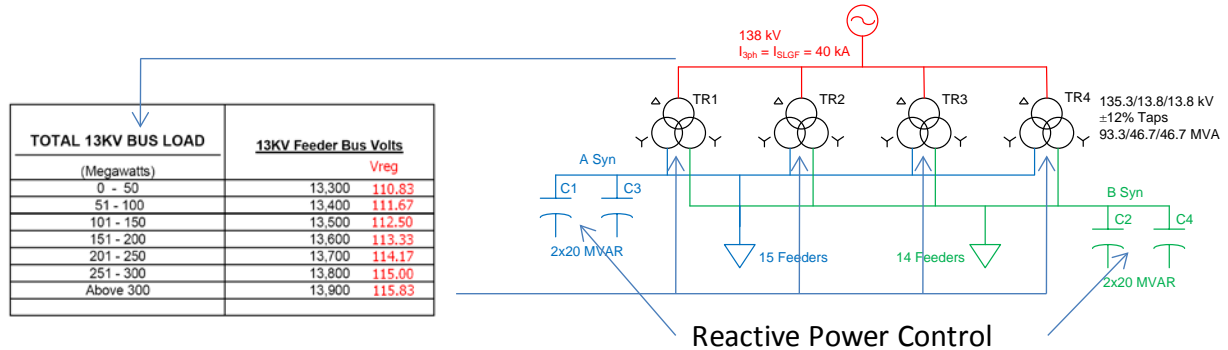 138 kV
I3ph = ISLGF = 40 kA
TR1
TR2
TR3
TR4
135.3/13.8/13.8 kV
±12% Taps
93.3/46.7/46.7 MVA
TOTAL 13KV BUS LOAD
(Megawatts)
13KV Feeder Bus Volts
Vreg
0 - 50 13,300 110.83
51 - 100 13,400 111.67
101 - 150 13,500 112.50
151 - 200 13,600 113.33
201 - 250 13,700 114.17
251 - 300 13,800 115.00
Above 300 13,900 115.83
A Syn
C1
C3
2x20 MVAR
15 Feeders
14 Feeders
B Syn
C2
C4
2x20 MVAR
Reactive Power Control